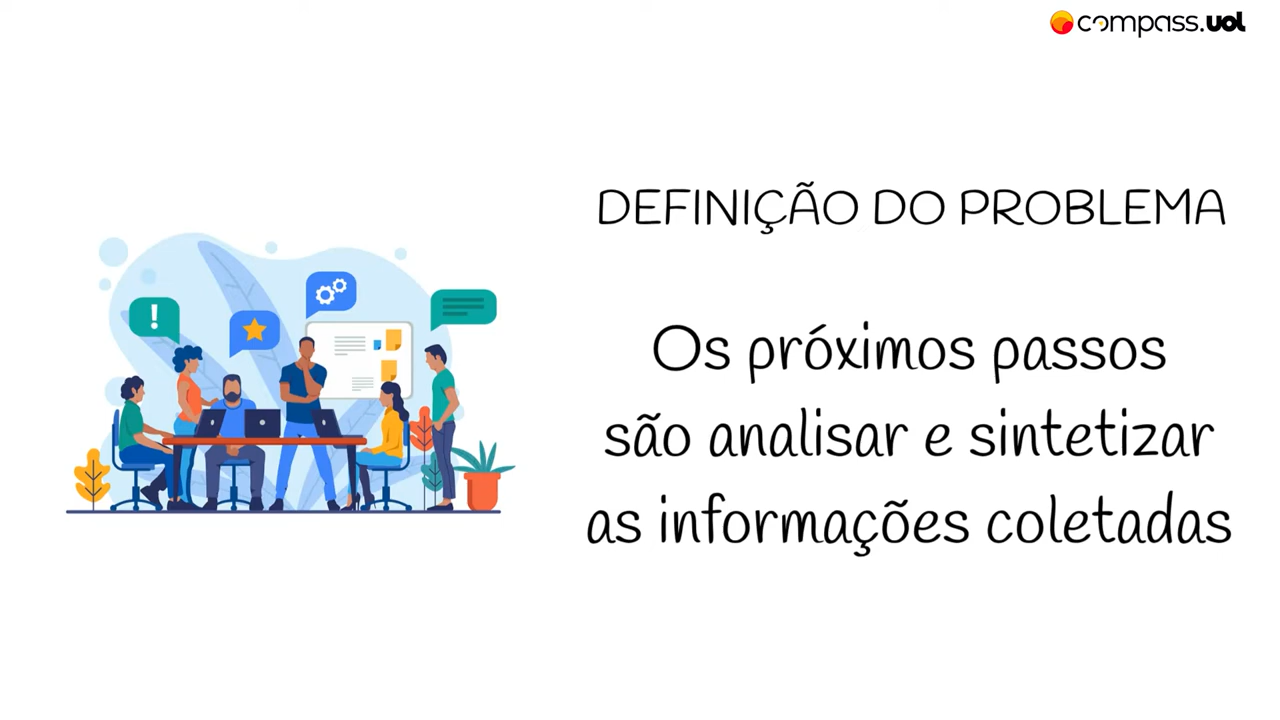 compass.uol
DEFINIÇÃO DO PROBLEMA
Os próximos passos
são analisar e sintetizar
as informações coletadas